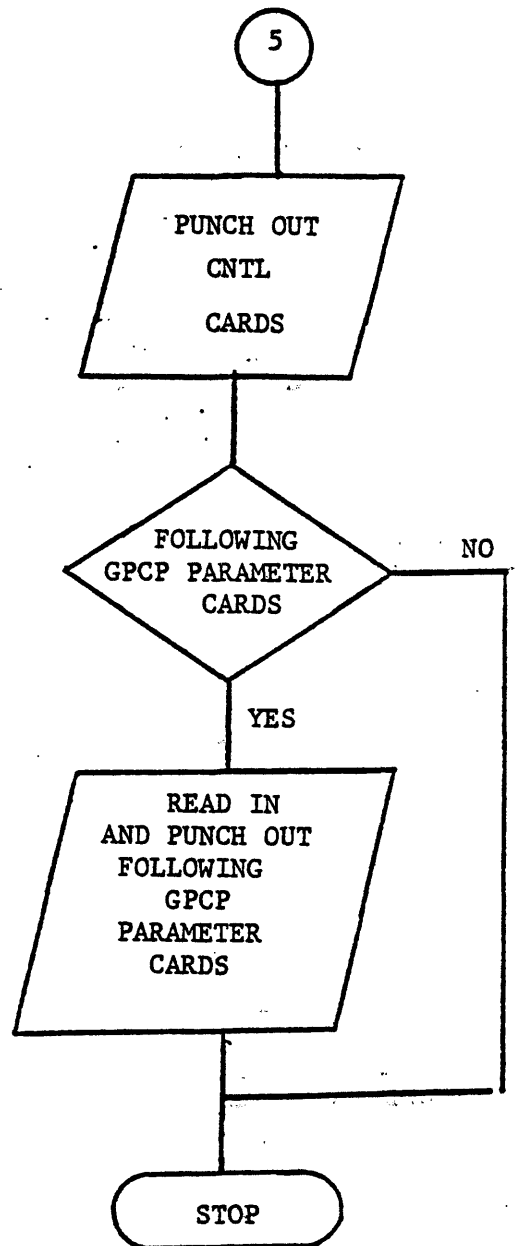 5
PUNCH OUT
CNTL
CARDS
FOLLOWING
GPCP PARAMETER
CARDS
NO
YES
READ IN
AND PUNCH OUT
FOLLOWING
GPCP
PARAMETER
CARDS
STOP